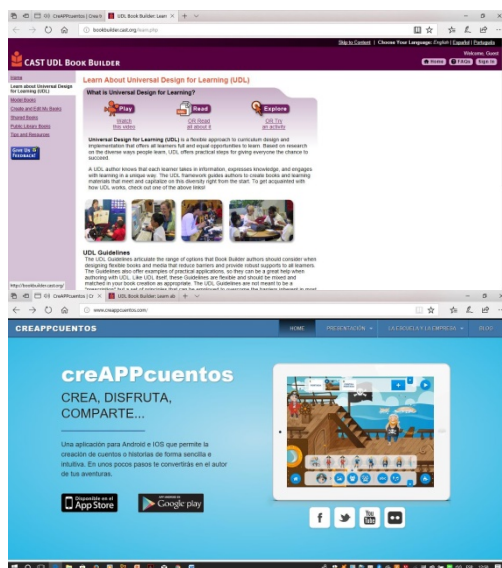 CreAPPcuentos | Crea tr
UDL Book Builder: Learn
bookbuilder.cast.org/learn.php
Skip to Content | Choose Your Language: English | Español | Português
Welcome, Guest
CAST UDL BOOK BUILDER
Home FAQs Sign In
Home
Learn about Universal Design for Learning (UDL)
Model Books
Create and Edit My Books
Shared Books
Public Library Books
Tips and Resources
Give Us Feedback!
Learn About Universal Design for Learning (UDL)
What is Universal Design for Learning?
Play Read Explore
Watch OR Read OR Try
this video all about it an activity
Universal Design for Learning (UDL) is a flexible approach to curriculum design and
implementation that offers all learners full and equal opportunities to learn. Based on research
on the diverse ways people learn, UDL offers practical steps for giving everyone the chance to
succeed.
A UDL author knows that each learner takes in information, expresses knowledge, and engages
with learning in a unique way. The UDL framework guides authors to create books and learning
materials that meet and capitalize on this diversity right from the start. To get acquainted with
how UDL works, check out one of the above links!
UDL Guidelines
The UDL Guidelines articulate the range of options that Book Builder authors should consider when
designing flexible books and media that reduce barriers and provide robust supports to all learners.
The Guidelines also offer examples of practical applications, so they can be a great help when
authoring with UDL. Like UDL itself, these Guidelines are flexible and should be mixed and
matched in your book creation as appropriate. The UDL Guidelines are not meant to be a
http://bookbuilder.cast.org/
CreAPPcuentos | Cr
UDL Book Builder: Learn ab
www.creappcuentos.com/
CREAPPCUENTOS
HOME PRESENTACIÓN LA ESCUELA Y LA EMPRESA BLOG
creAPPcuentos
CREA, DISFRUTA,
COMPARTE...
Una aplicación para Android e IOS que permite la
creación de cuentos o historias de forma sencilla e
intuitiva. En unos pocos pasos te convertirás en el autor
de tus aventuras.
Disponible en el
App Store
Google play
You Tube